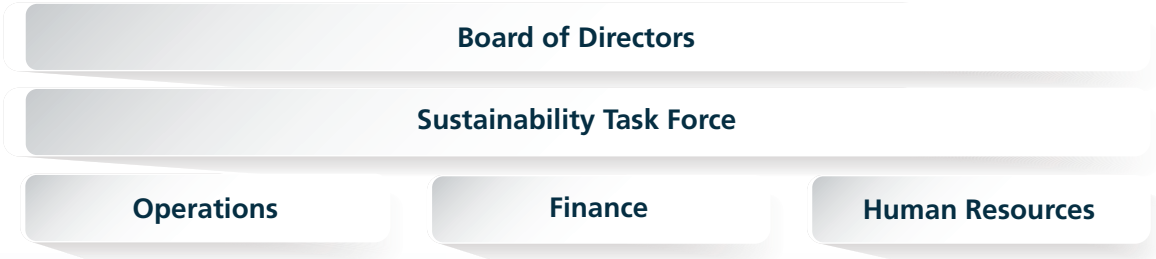 Board of Directors
Sustainability Task Force
Operations
Finance
Human Resources